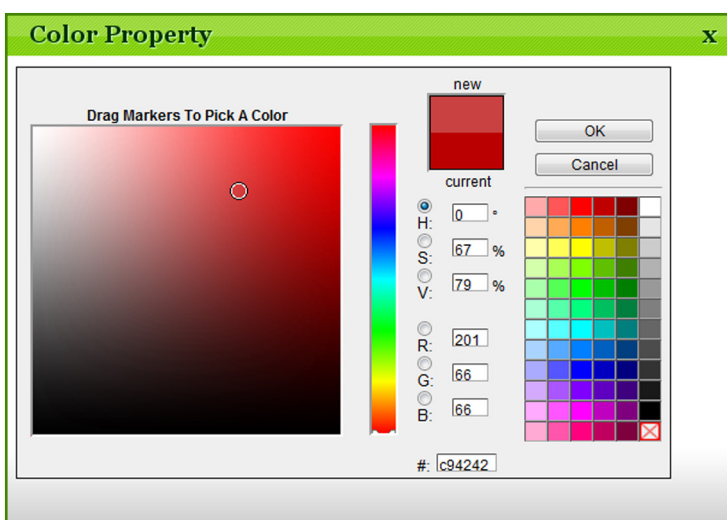 Color Property x
new
Drag Markers To Pick A Color
OK
Cancel
current
H: 0 °
S: 67 %
V: 79 %
R: 201
G: 66
B: 66
#: c94242